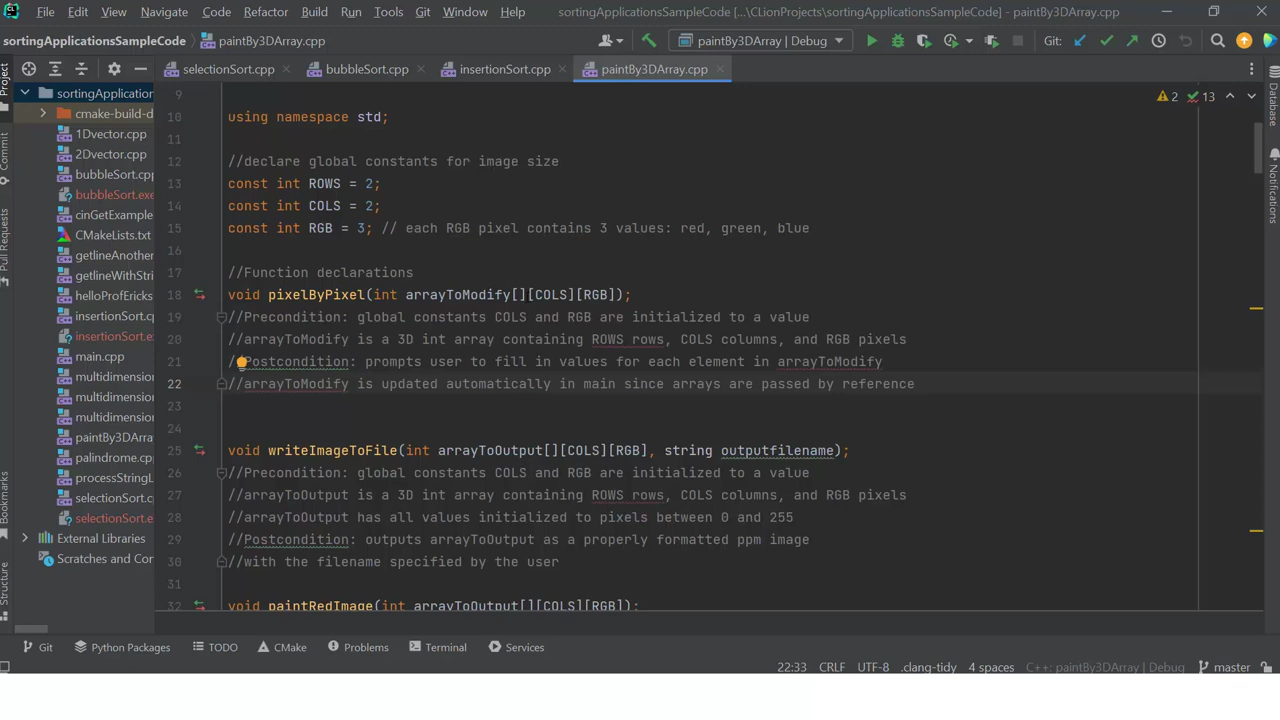 File Edit View Navigate Code Refactor Build Run Tools Git Window Help sortingApplicationsSampleCode [...\CLionProjects\sortingApplicationsSampleCode] - paintBy3DArray.cpp
sortingApplicationsSampleCode paintBy3DArray.cpp paintBy3DArray | Debug Git:
selectionSort.cpp bubbleSort.cpp insertionSort.cpp paintBy3DArray.cpp
Project
Commit
Pull Requests
Bookmarks
Structure
sortingApplication
cmake-build-d
1Dvector.cpp
2Dvector.cpp
bubbleSort.cp
bubbleSort.exe
cinGetExample
CMakeLists.txt
getlineAnother
getlineWithStri
helloProfEricks
insertionSort.c
insertionSort.e
main.cpp
multidimension
multidimension
multidimension
paintBy3DArra
palindrome.cp
processStringL
selectionSort.c
selectionSort.e
External Libraries
Scratches and Con
9
10 using namespace std;
11
12 //declare global constants for image size
13 const int ROWS = 2;
14 const int COLS = 2;
15 const int RGB = 3; // each RGB pixel contains 3 values: red, green, blue
16
17 //Function declarations
18 void pixelByPixel(int arrayToModify[][COLS][RGB]);
19 //Precondition: global constants COLS and RGB are initialized to a value
20 //arrayToModify is a 3D int array containing ROWS rows, COLS columns, and RGB pixels
21 /Postcondition: prompts user to fill in values for each element in arrayToModify
22 //arrayToModify is updated automatically in main since arrays are passed by reference
23
24
25 void writeImageToFile(int arrayToOutput[][COLS][RGB], string outputfilename);
26 //Precondition: global constants COLS and RGB are initialized to a value
27 //arrayToOutput is a 3D int array containing ROWS rows, COLS columns, and RGB pixels
28 //arrayToOutput has all values initialized to pixels between 0 and 255
29 //Postcondition: outputs arrayToOutput as a properly formatted ppm image
30 //with the filename specified by the user
31
32 void paintRedImage(int arrayToOutput[][COLS][RGB]);
2 13
Database
Notifications
Git Python Packages TODO CMake Problems Terminal Services
22:33 CRLF UTF-8 .clang-tidy 4 spaces C++: paintBy3DArray | Debug master